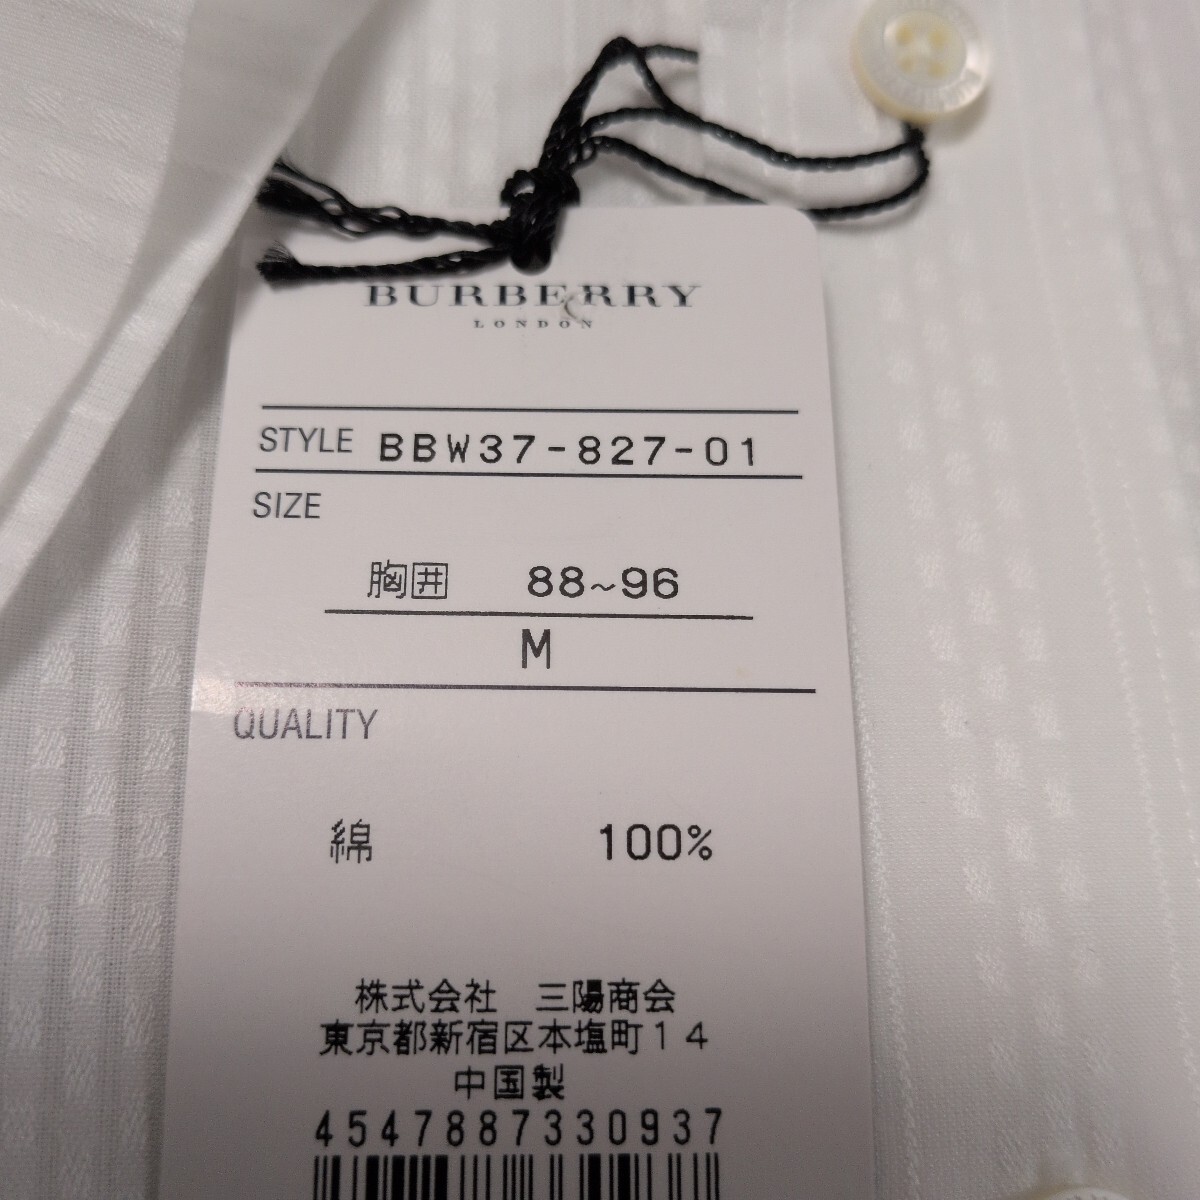 BURBERRY
LONDON
STYLE BBW37-827-01
SIZE
胸囲 88~96
M
QUALITY
綿 100%
株式会社 三陽商会
東京都新宿区本塩町14
中国製
4547887330937